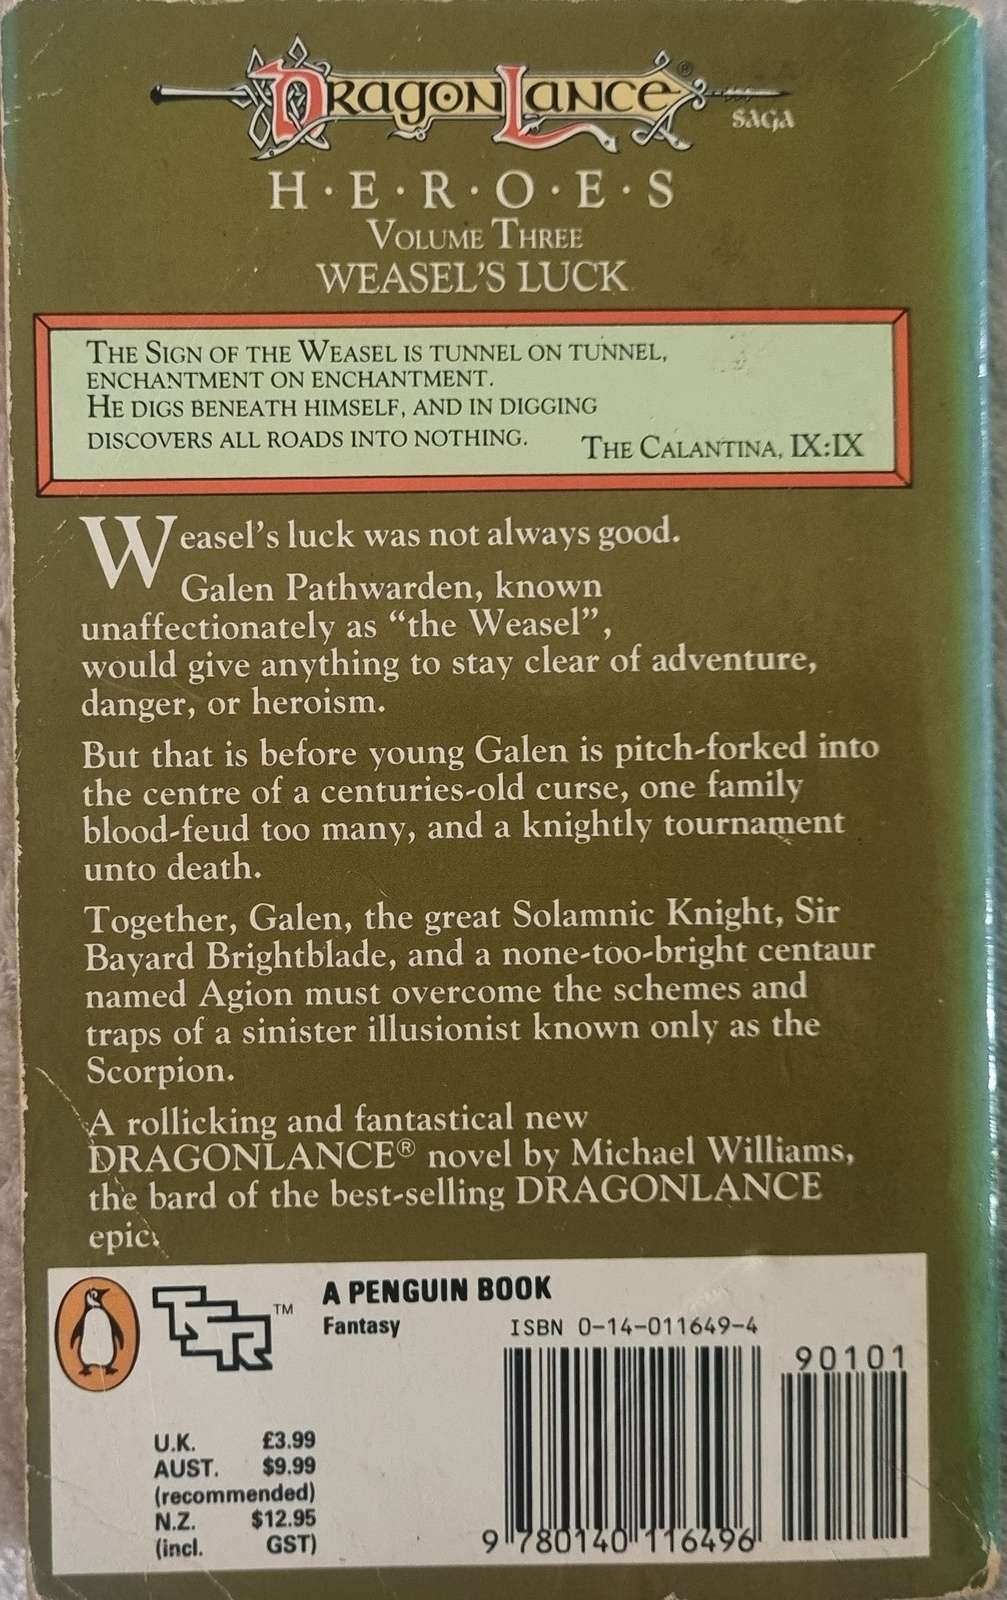 DRAGONLANCE®
SAGA
H·E·R·O·E·S
VOLUME THREE
WEASEL'S LUCK
THE SIGN OF THE WEASEL IS TUNNEL ON TUNNEL,
ENCHANTMENT ON ENCHANTMENT.
HE DIGS BENEATH HIMSELF, AND IN DIGGING
DISCOVERS ALL ROADS INTO NOTHING.
THE CALANTINA, IX:IX
Weasel's luck was not always good.
Galen Pathwarden, known
unaffectionately as “the Weasel”,
would give anything to stay clear of adventure,
danger, or heroism.
But that is before young Galen is pitch-forked into
the centre of a centuries-old curse, one family
blood-feud too many, and a knightly tournament
unto death.
Together, Galen, the great Solamnic Knight, Sir
Bayard Brightblade, and a none-too-bright centaur
named Agion must overcome the schemes and
traps of a sinister illusionist known only as the
Scorpion.
A rollicking and fantastical new
DRAGONLANCE® novel by Michael Williams,
the bard of the best-selling DRAGONLANCE
epic.
TSR™
A PENGUIN BOOK
Fantasy
ISBN 0-14-011649-4
90101
U.K. £3.99
AUST. $9.99
(recommended)
N.Z. $12.95
(incl. GST)
9 780140 116496